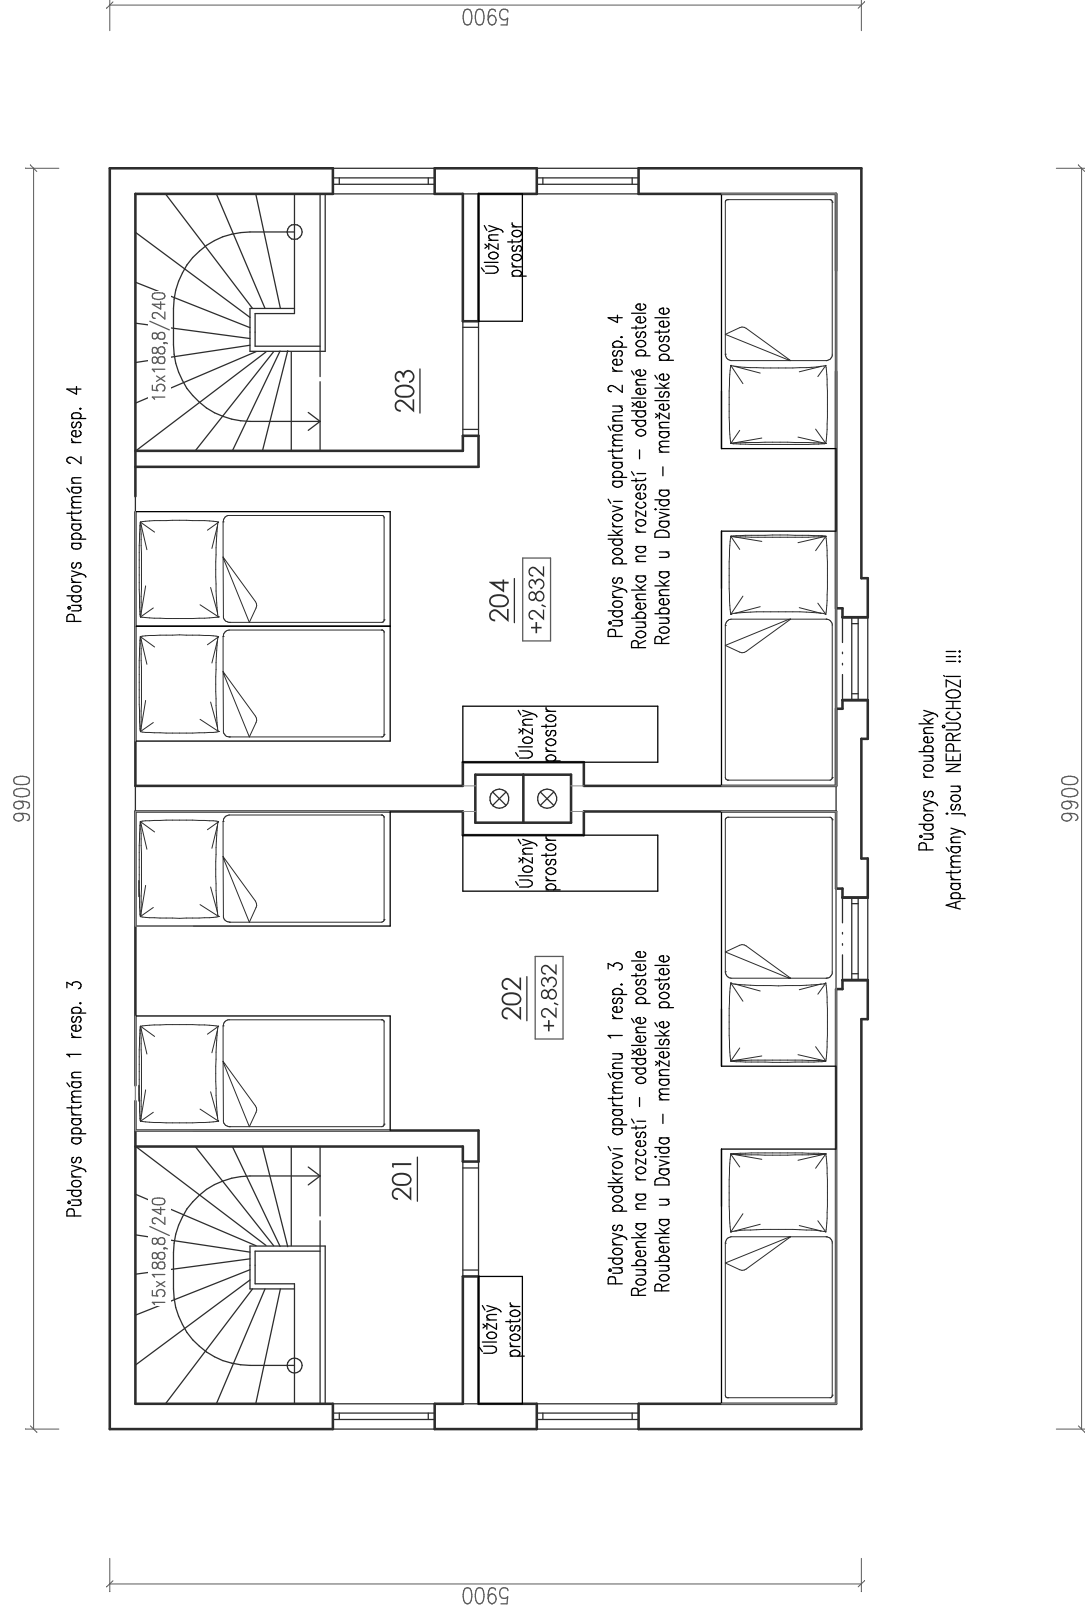 5900
9900
Půdorys apartmán 1 resp. 3
Půdorys apartmán 2 resp. 4
15x188,8/240
15x188,8/240
201
203
Úložný
prostor
Úložný
prostor
Úložný
prostor
Úložný
prostor
202
+2,832
204
+2,832
Půdorys podkroví apartmánu 1 resp. 3
Roubenka na rozcestí – oddělené postele
Roubenka u Davida – manželské postele
Půdorys podkroví apartmánu 2 resp. 4
Roubenka na rozcestí – oddělené postele
Roubenka u Davida – manželské postele
Půdorys roubenky
Apartmány jsou NEPRŮCHOZÍ !!!
9900
5900